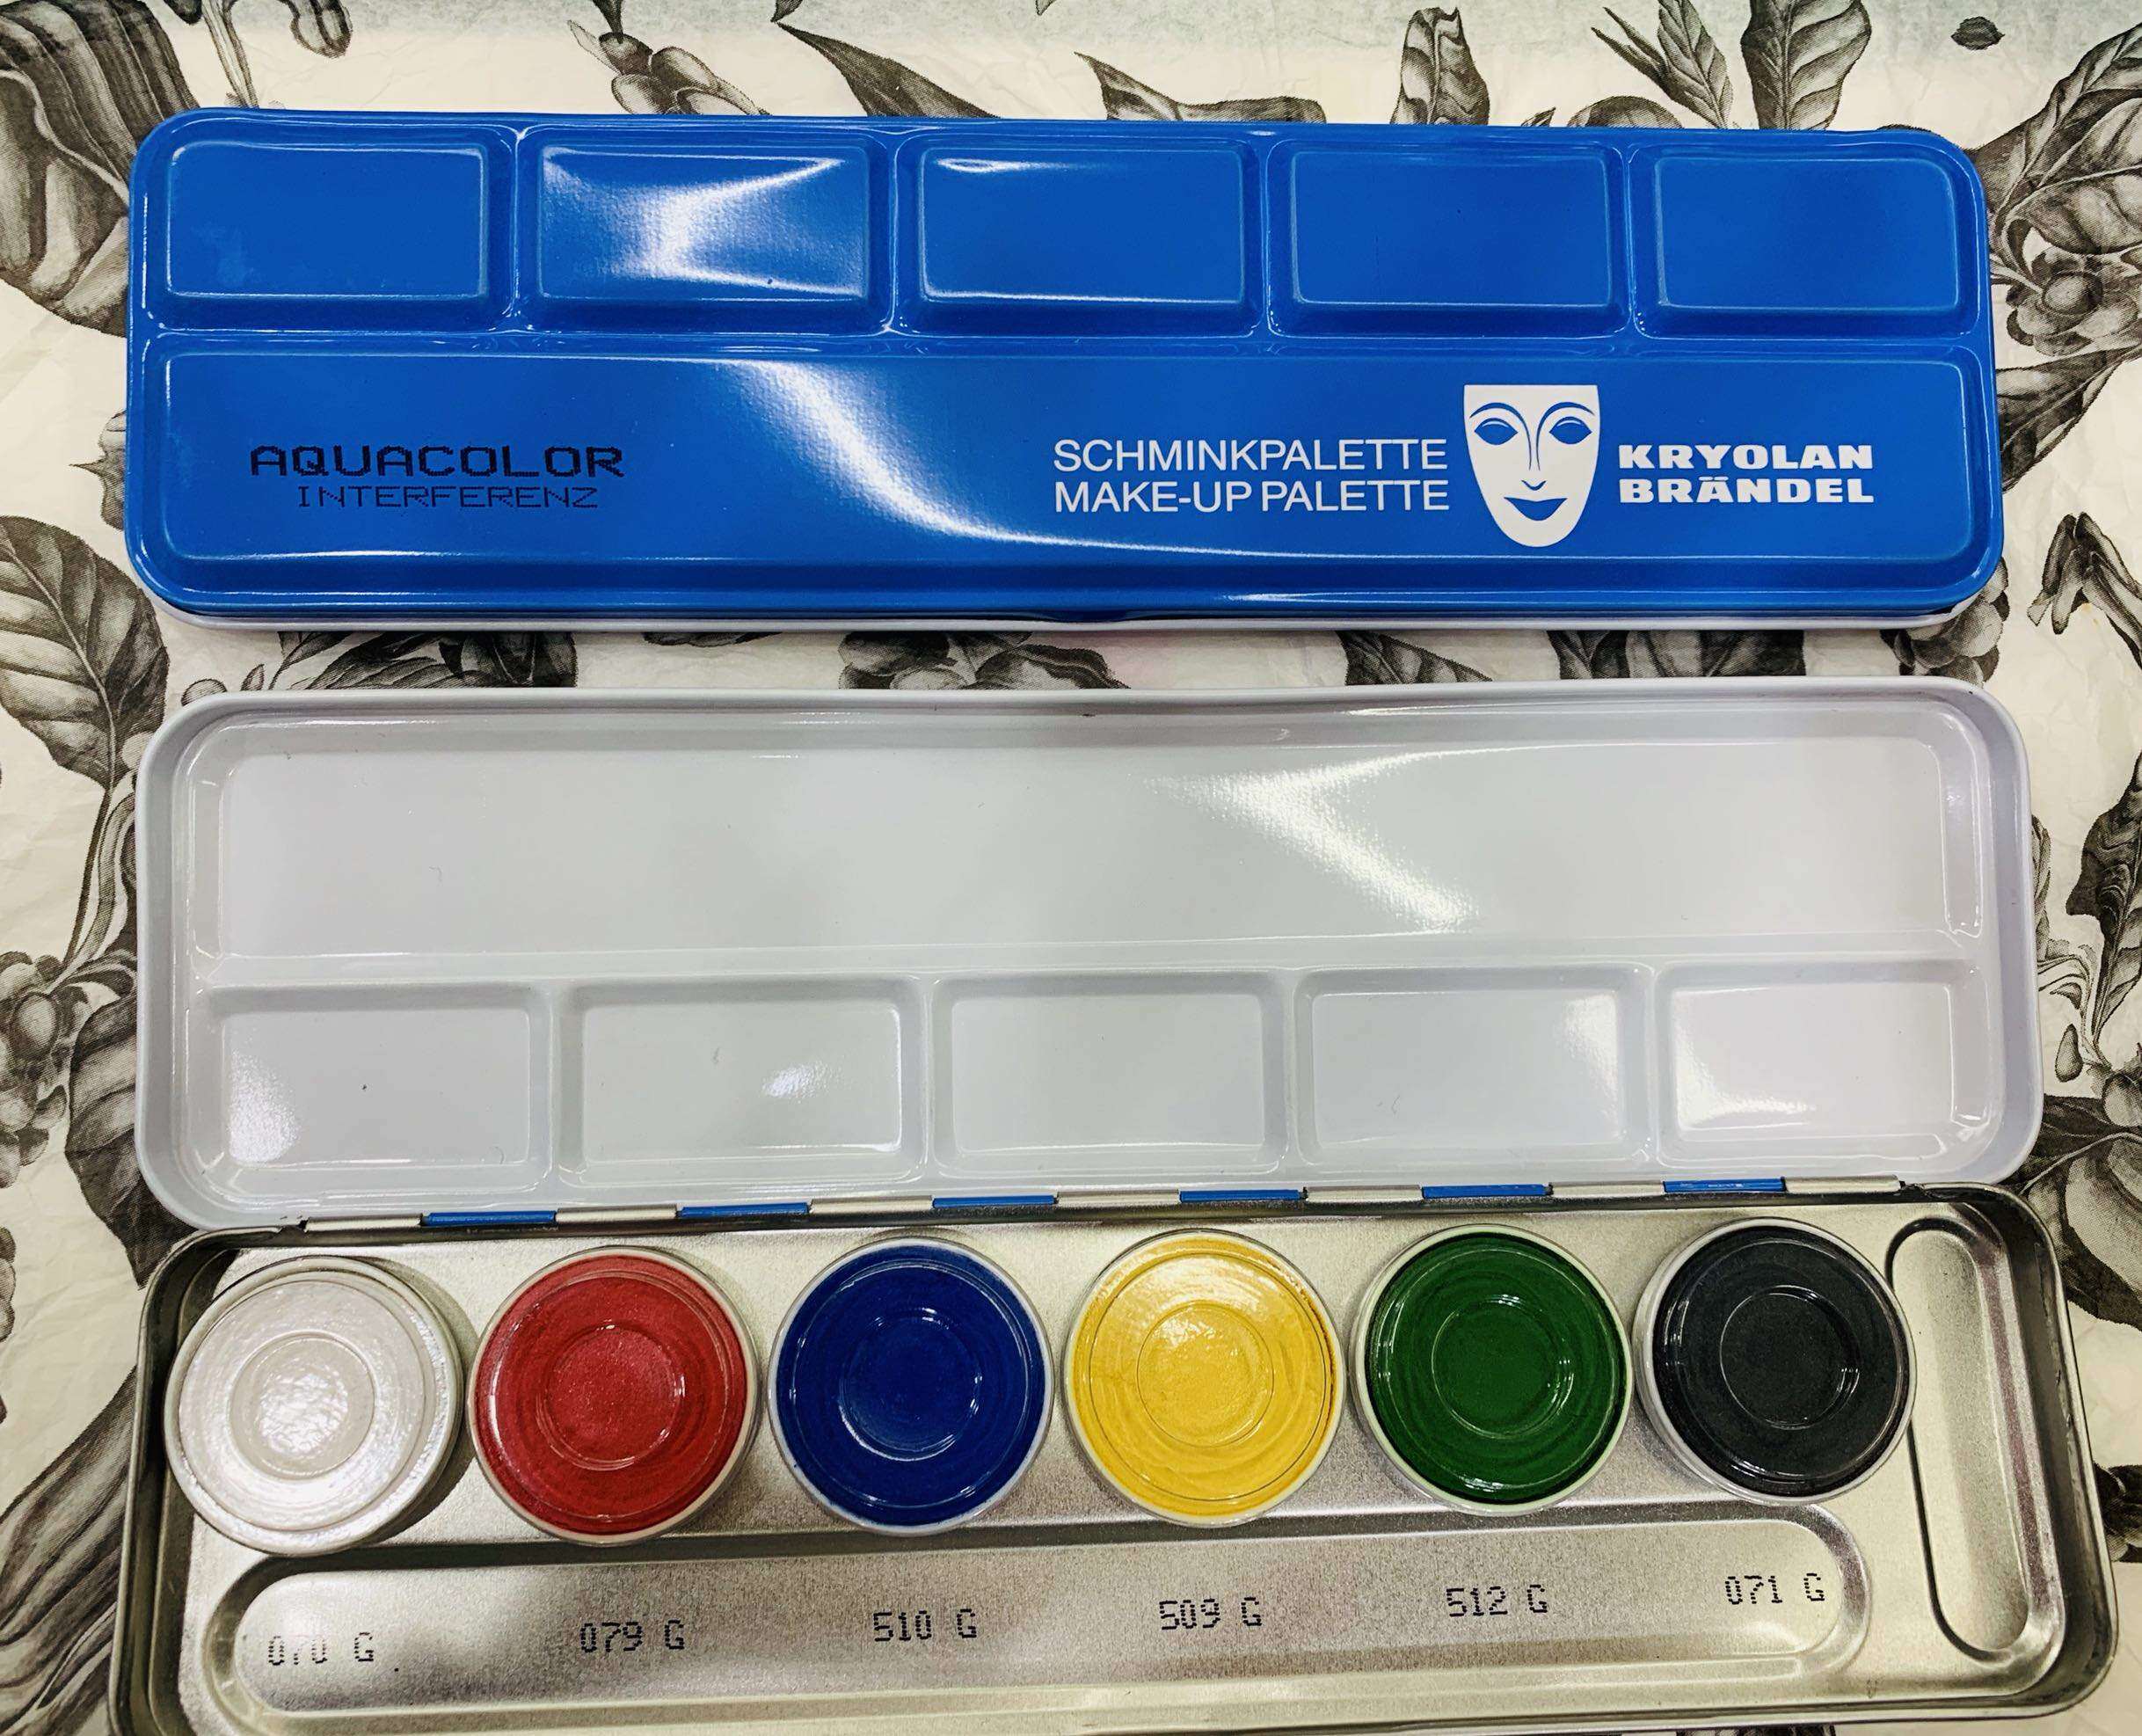 AQUACOLOR
INTERFERENZ
SCHMINKPALETTE
MAKE-UP PALETTE
KRYOLAN
BRÄNDEL
070 G
079 G
510 G
509 G
512 G
071 G